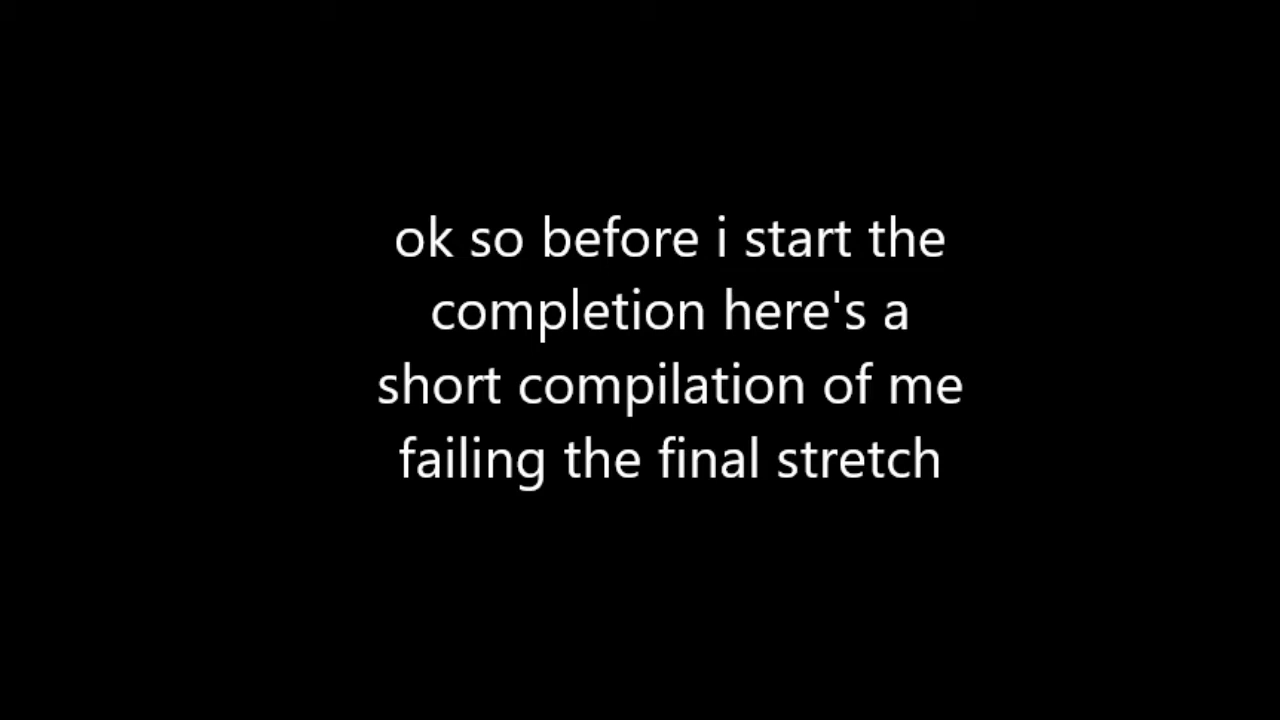 ok so before i start the
completion here's a
short compilation of me
failing the final stretch